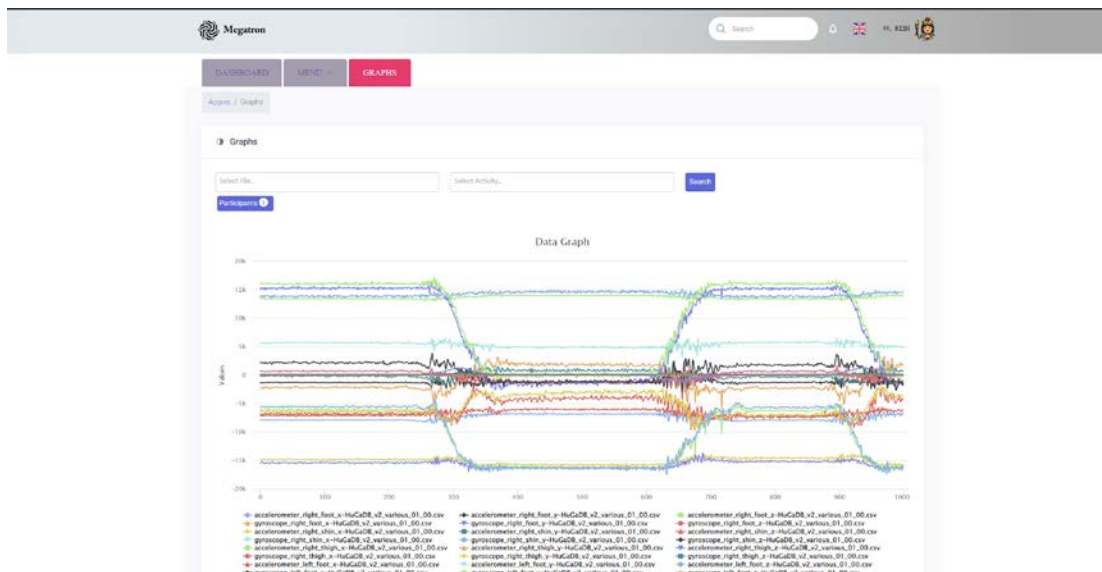 Megatron
Search
Hi, BIBI
DASHBOARD MENU GRAPHS
Graphs
Graphs
Select File...
Select Activity...
Search
Participants
Data Graph
Values
20k
15k
10k
5k
0
-5k
-10k
-15k
-20k
0 100 200 300 400 500 600 700 800 900 1000
accelerometer_right_foot_x-HuGaDB_v2_various_01_00.csv accelerometer_right_foot_y-HuGaDB_v2_various_01_00.csv accelerometer_right_foot_z-HuGaDB_v2_various_01_00.csv
gyroscope_right_foot_x-HuGaDB_v2_various_01_00.csv gyroscope_right_foot_y-HuGaDB_v2_various_01_00.csv gyroscope_right_foot_z-HuGaDB_v2_various_01_00.csv
accelerometer_right_shin_x-HuGaDB_v2_various_01_00.csv accelerometer_right_shin_y-HuGaDB_v2_various_01_00.csv accelerometer_right_shin_z-HuGaDB_v2_various_01_00.csv
gyroscope_right_shin_x-HuGaDB_v2_various_01_00.csv gyroscope_right_shin_y-HuGaDB_v2_various_01_00.csv gyroscope_right_shin_z-HuGaDB_v2_various_01_00.csv
accelerometer_right_thigh_x-HuGaDB_v2_various_01_00.csv accelerometer_right_thigh_y-HuGaDB_v2_various_01_00.csv accelerometer_right_thigh_z-HuGaDB_v2_various_01_00.csv
gyroscope_right_thigh_x-HuGaDB_v2_various_01_00.csv gyroscope_right_thigh_y-HuGaDB_v2_various_01_00.csv gyroscope_right_thigh_z-HuGaDB_v2_various_01_00.csv
accelerometer_left_foot_x-HuGaDB_v2_various_01_00.csv accelerometer_left_foot_y-HuGaDB_v2_various_01_00.csv accelerometer_left_foot_z-HuGaDB_v2_various_01_00.csv